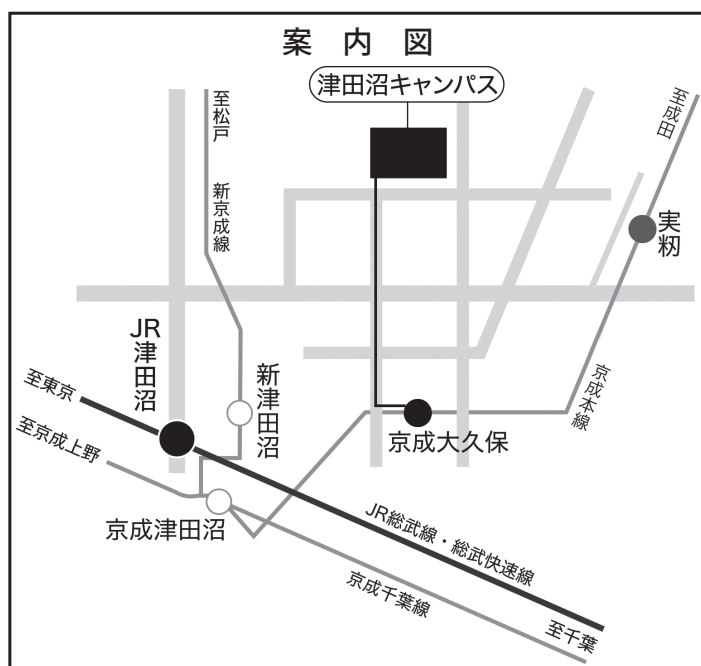 案内図
津田沼キャンパス
至松戸
新京成線
至成田
実籾
JR津田沼
新津田沼
至東京
至京成上野
京成大久保
京成本線
京成津田沼
JR総武線・総武快速線
京成千葉線
至千葉